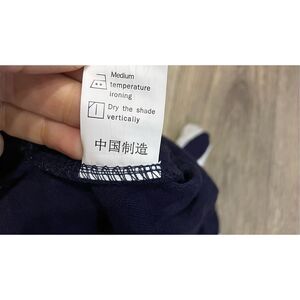 Medium
temperature
ironing
Dry the shade
vertically
中国制造